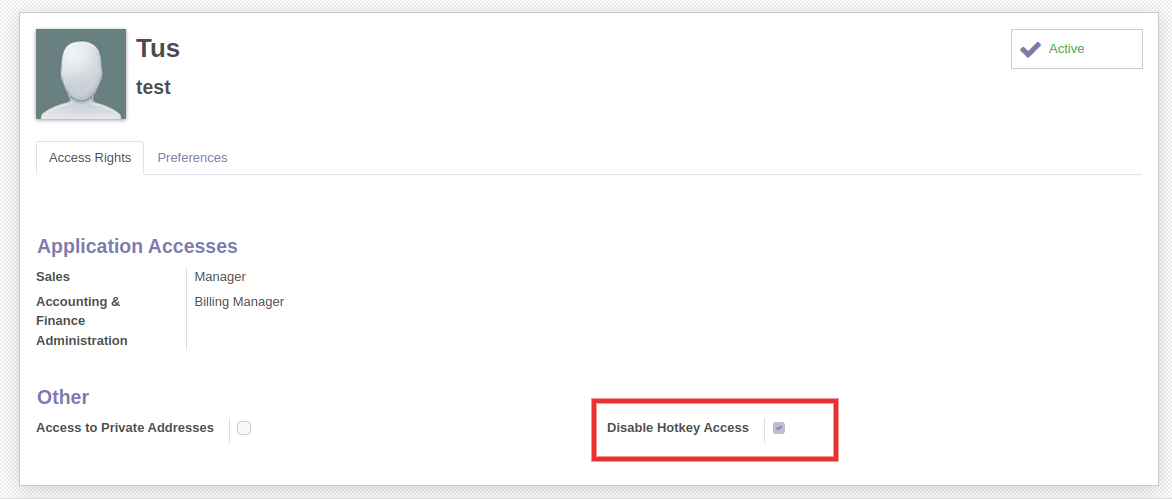 Tus
Active
test
Access Rights Preferences
Application Accesses
Sales Manager
Accounting & Billing Manager
Finance
Administration
Other
Access to Private Addresses Disable Hotkey Access